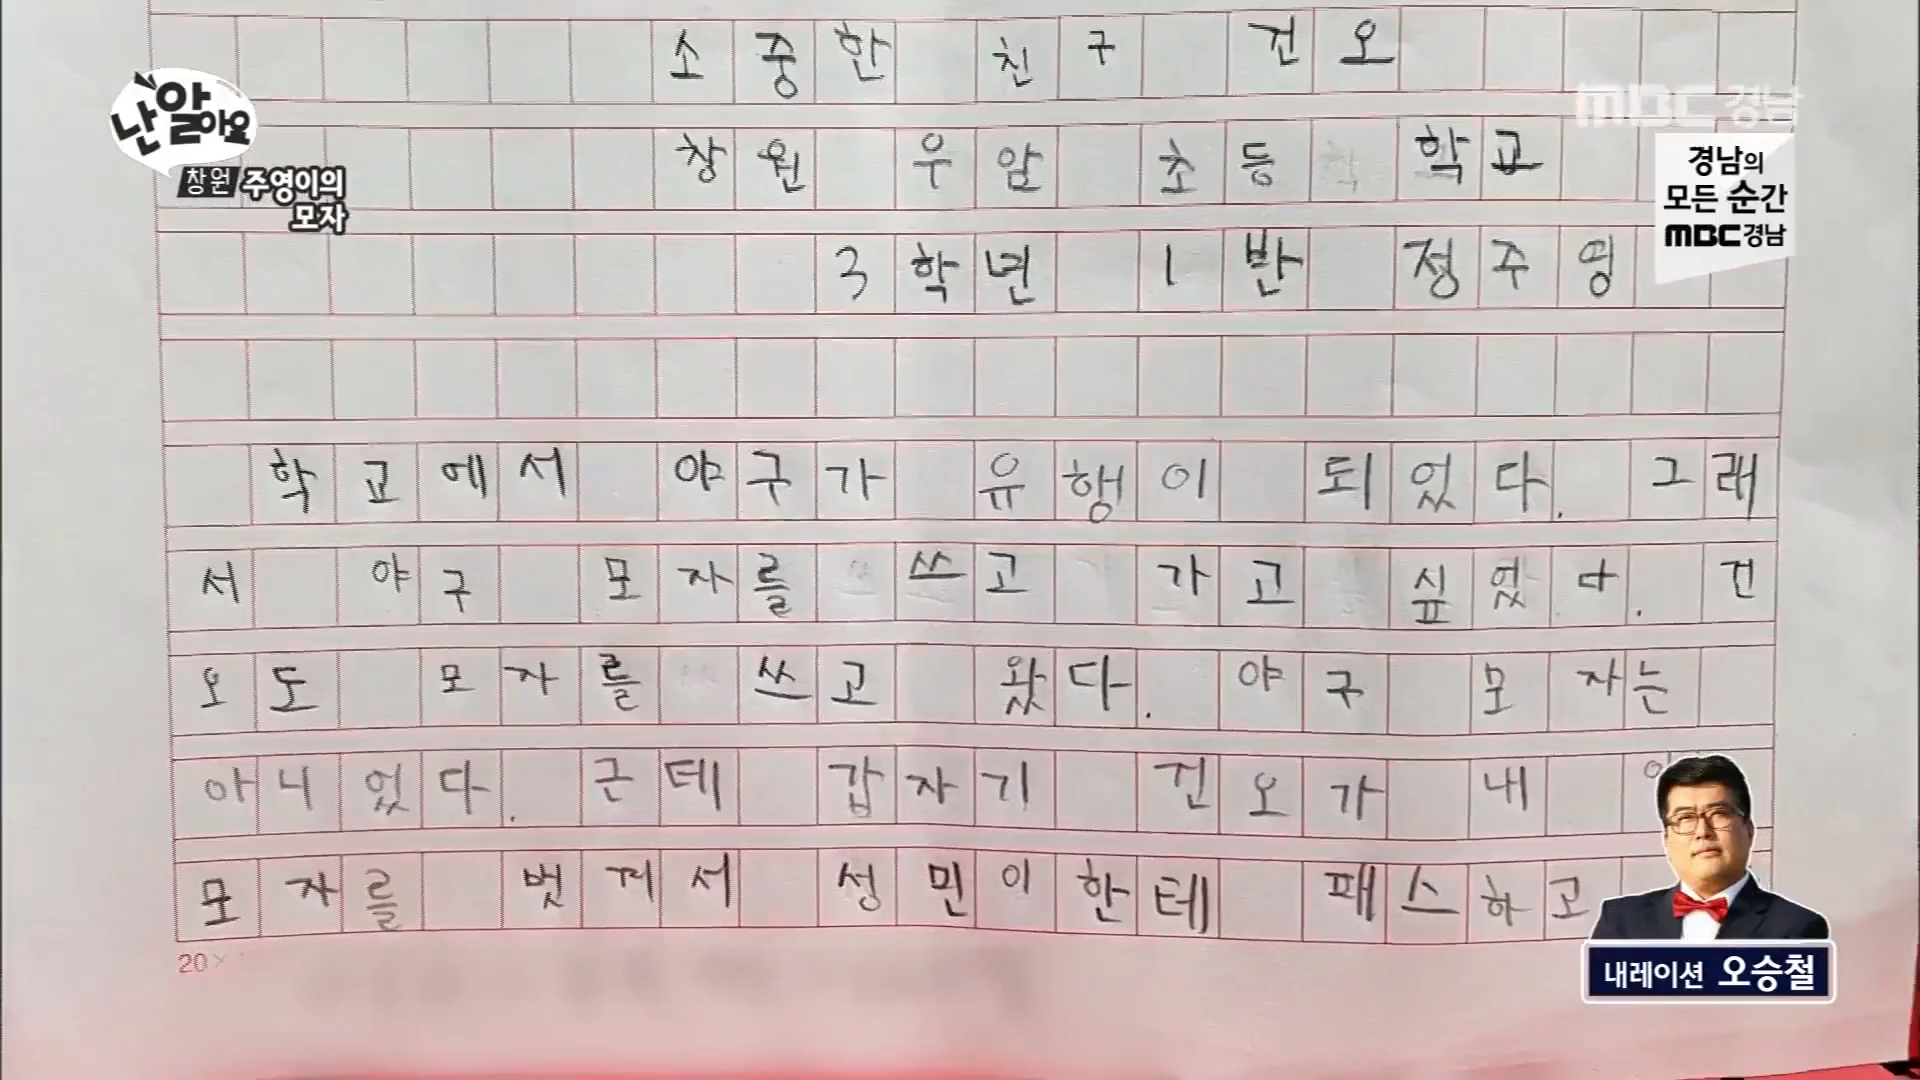 소중한 친구 건오
창원 우암 초등 학교
3학년 1반 정주영
학교에서 야구가 유행이 되었다. 그래
서 야구 모자를 쓰고 가고 싶었다. 건
오도 모자를 쓰고 왔다. 야구 모자는
아니었다. 근데 갑자기 건오가 내
모자를 벗겨서 성민이한테 패스하고
20×
난 알아요
창원 주영이의
모자
MBC경남
경남의
모든 순간
MBC경남
내레이션 오승철